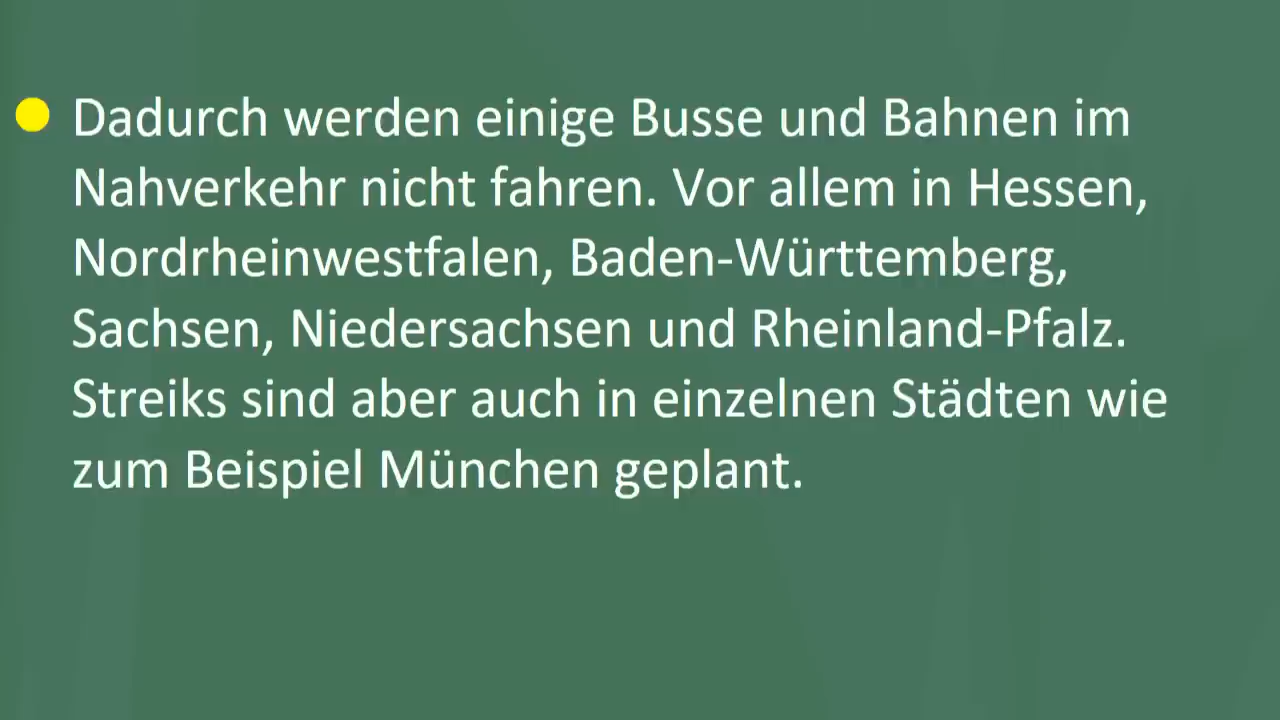 Dadurch werden einige Busse und Bahnen im
Nahverkehr nicht fahren. Vor allem in Hessen,
Nordrheinwestfalen, Baden-Württemberg,
Sachsen, Niedersachsen und Rheinland-Pfalz.
Streiks sind aber auch in einzelnen Städten wie
zum Beispiel München geplant.